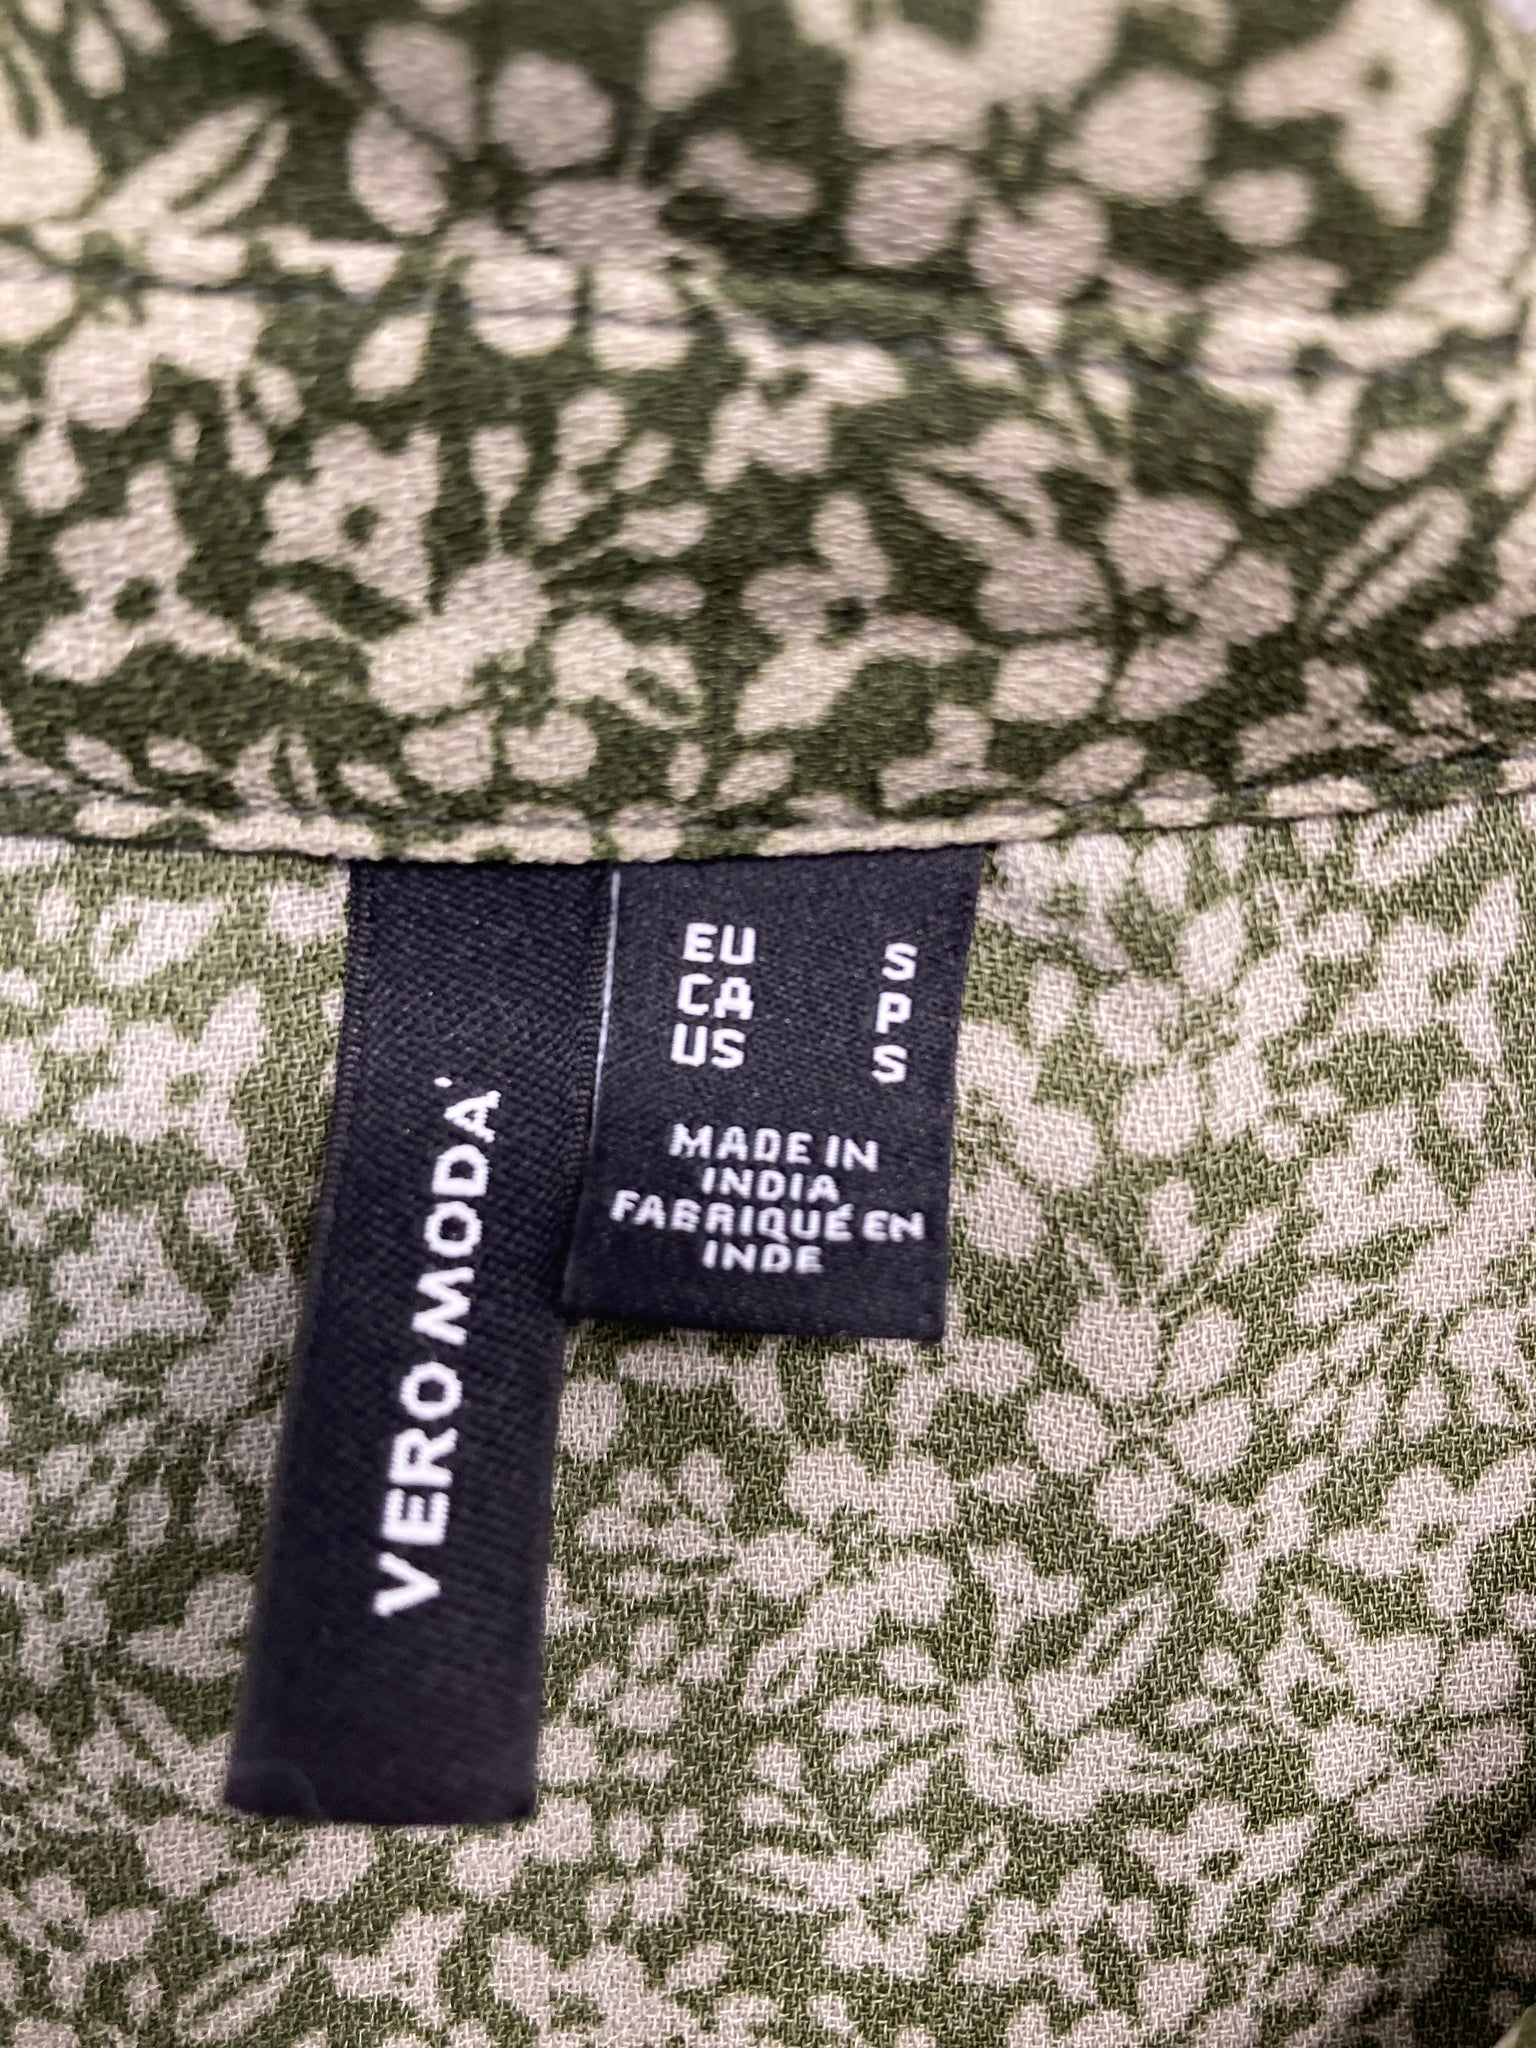 VERO MODA
EU S
CA P
US S
MADE IN
INDIA
FABRIQUÉ EN
INDE